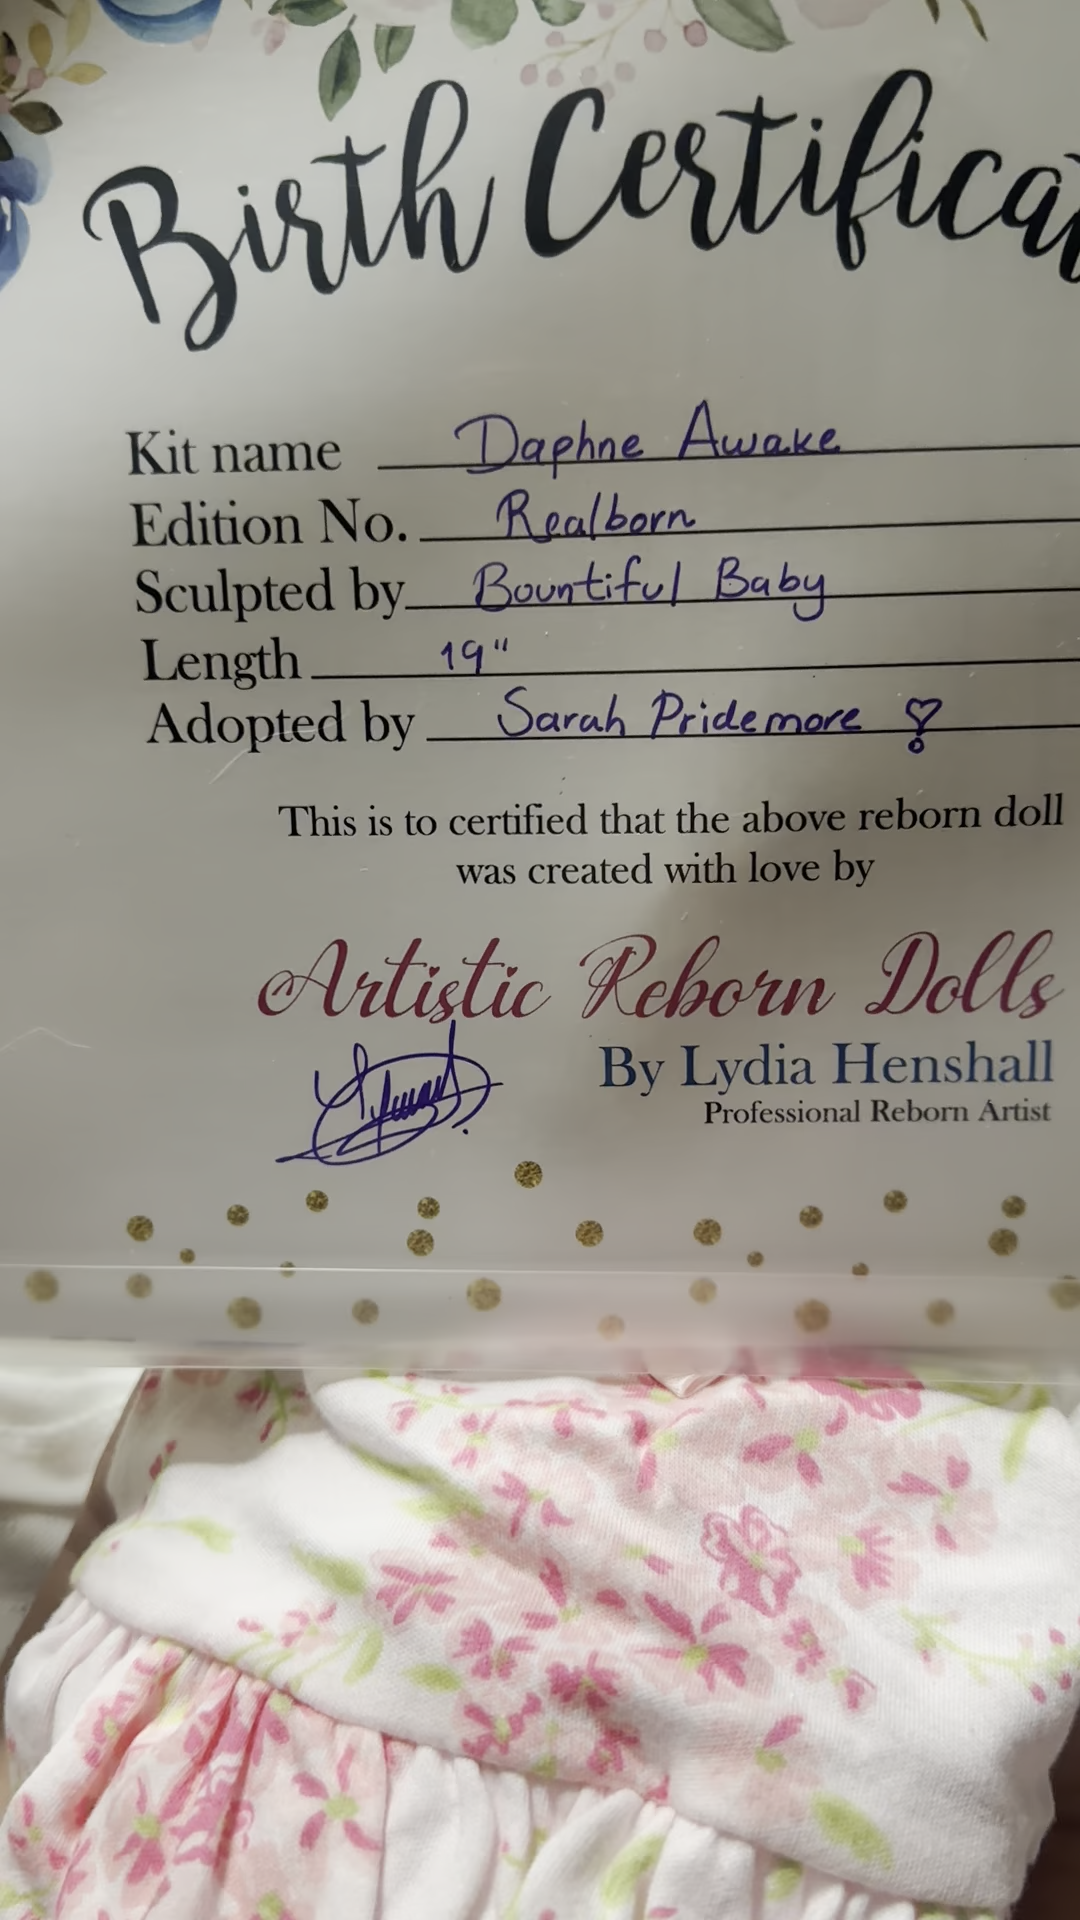 Birth Certifica
Kit name Daphne Awake
Edition No. Realborn
Sculpted by Bountiful Baby
Length 19"
Adopted by Sarah Pridemore
This is to certified that the above reborn doll
was created with love by
Artistic Reborn Dolls
By Lydia Henshall
Professional Reborn Artist